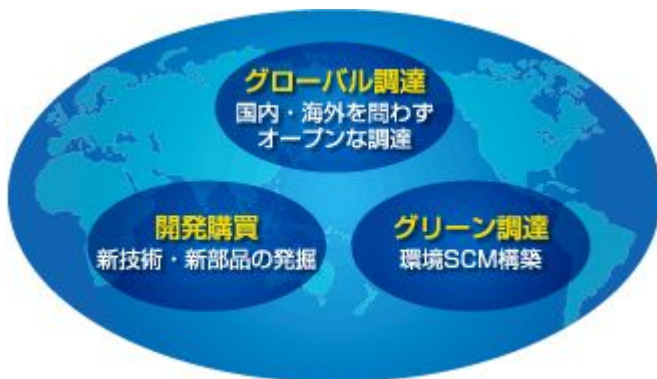 グローバル調達
国内・海外を問わず
オープンな調達
開発購買
新技術・新部品の発掘
グリーン調達
環境SCM構築